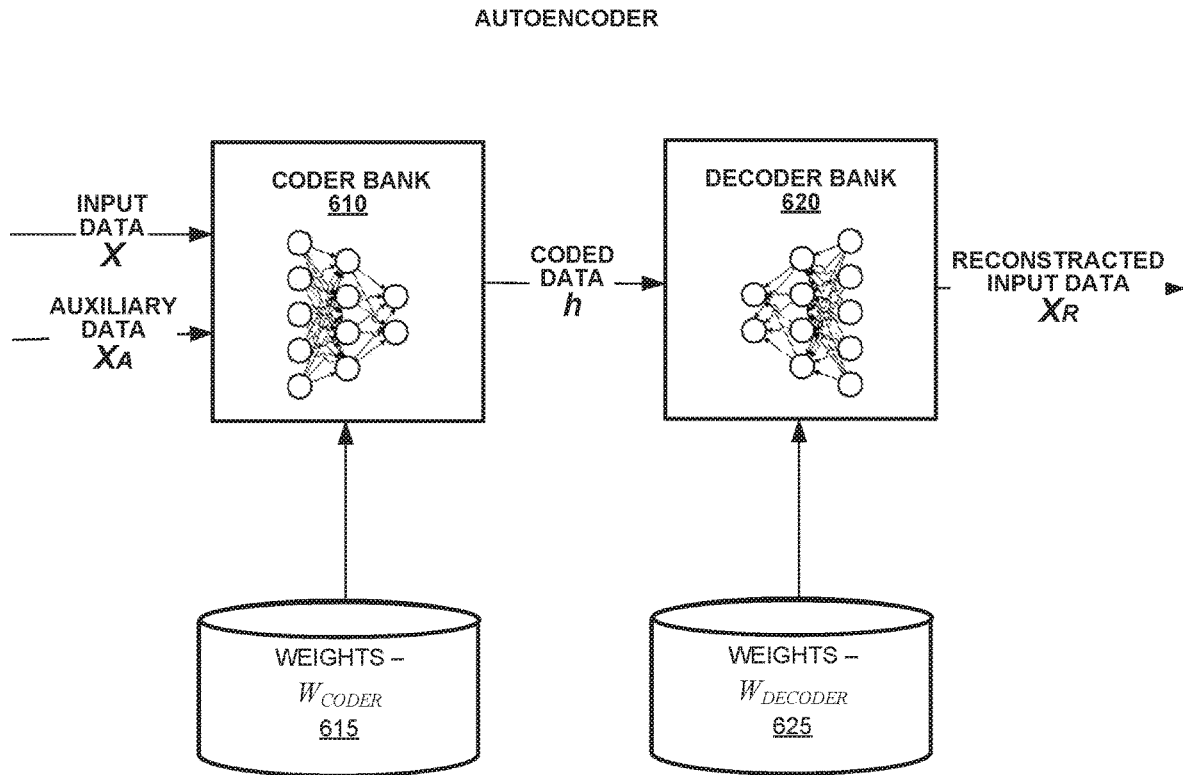 AUTOENCODER
CODER BANK
610
DECODER BANK
620
INPUT
DATA
X
AUXILIARY
DATA
XA
CODED
DATA
h
RECONSTRACTED
INPUT DATA
XR
WEIGHTS –
WCODER
615
WEIGHTS –
WDECODER
625